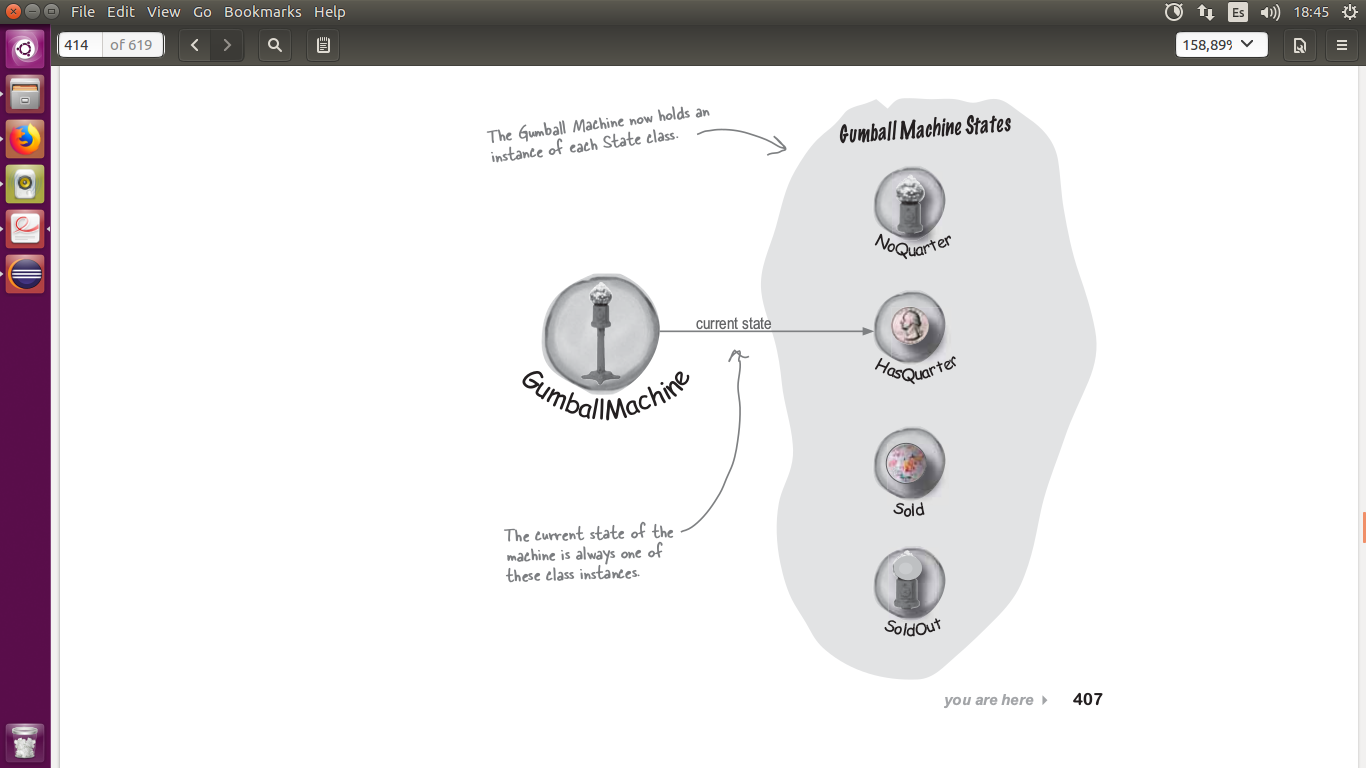 File Edit View Go Bookmarks Help
Es
18:45
414 of 619
158,89%
The Gumball Machine now holds an
instance of each State class.
Gumball Machine States
NoQuarter
current state
HasQuarter
GumballMachine
Sold
The current state of the
machine is always one of
these class instances.
SoldOut
you are here
407